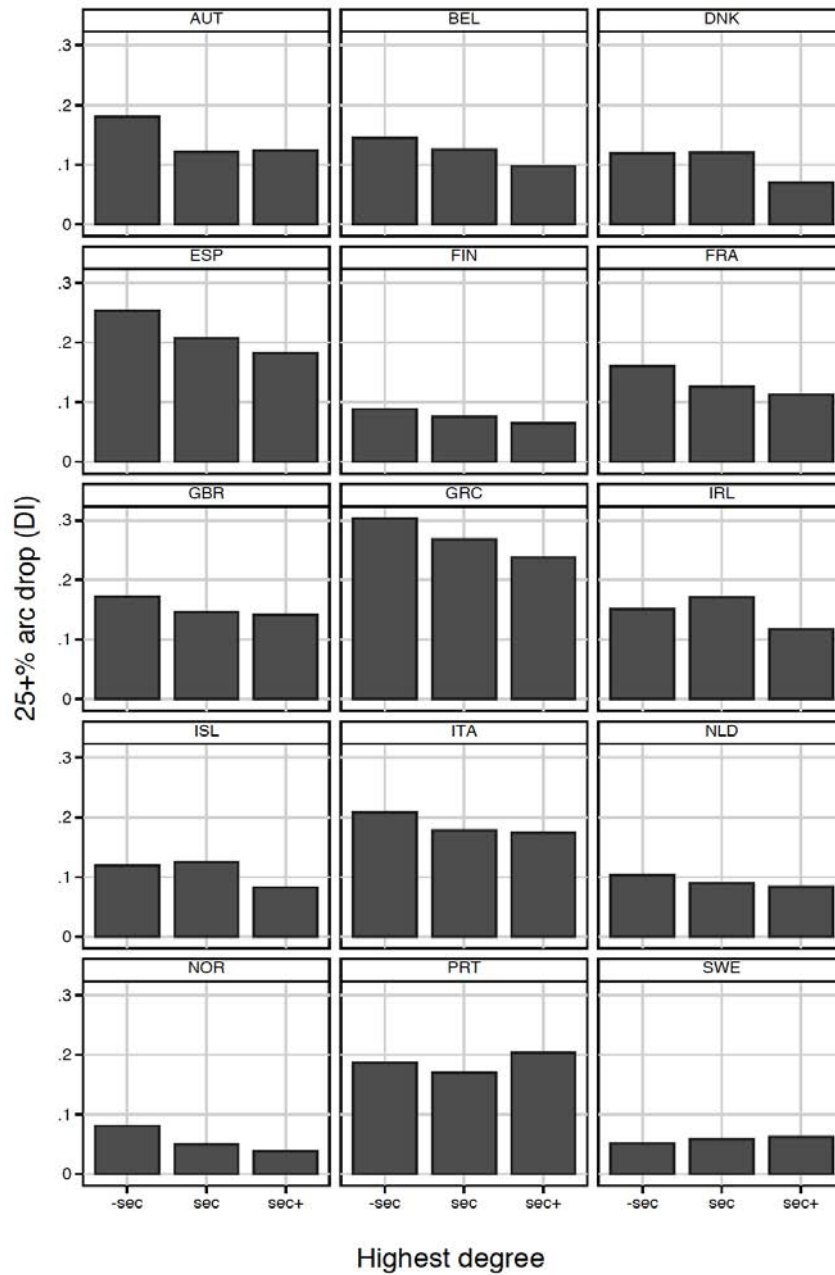 AUT BEL DNK
.3
.2
.1
0
ESP FIN FRA
.3
.2
.1
0
GBR GRC IRL
.3
.2
.1
0
ISL ITA NLD
.3
.2
.1
0
NOR PRT SWE
.3
.2
.1
0
-sec sec sec+ -sec sec sec+ -sec sec sec+
25+% arc drop (DI)
Highest degree